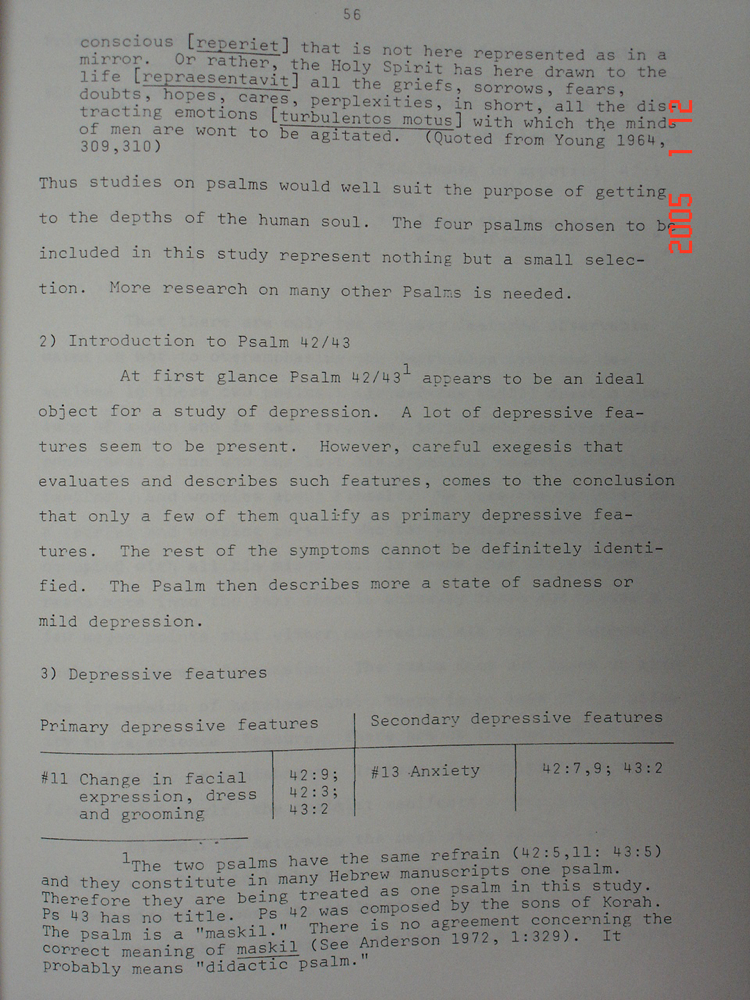 56
conscious [reperiet] that is not here represented as in a
mirror. Or rather, the Holy Spirit has here drawn to the
life [repraesentavit] all the griefs, sorrows, fears,
doubts, hopes, cares, perplexities, in short, all the dis-
tracting emotions [turbulentos motus] with which the minds
of men are wont to be agitated. (Quoted from Young 1964,
309,310)
Thus studies on psalms would well suit the purpose of getting
to the depths of the human soul. The four psalms chosen to be
included in this study represent nothing but a small selec-
tion. More research on many other Psalms is needed.
2) Introduction to Psalm 42/43
At first glance Psalm 42/43¹ appears to be an ideal
object for a study of depression. A lot of depressive fea-
tures seem to be present. However, careful exegesis that
evaluates and describes such features, comes to the conclusion
that only a few of them qualify as primary depressive fea-
tures. The rest of the symptoms cannot be definitely identi-
fied. The Psalm then describes more a state of sadness or
mild depression.
3) Depressive features
Primary depressive features Secondary depressive features
#11 Change in facial 42:9; #13 Anxiety 42:7,9; 43:2
expression, dress 42:3;
and grooming 43:2
¹The two psalms have the same refrain (42:5,11: 43:5)
and they constitute in many Hebrew manuscripts one psalm.
Therefore they are being treated as one psalm in this study.
Ps 43 has no title. Ps 42 was composed by the sons of Korah.
The psalm is a "maskil." There is no agreement concerning the
correct meaning of maskil (See Anderson 1972, 1:329). It
probably means "didactic psalm."
2005 1 12